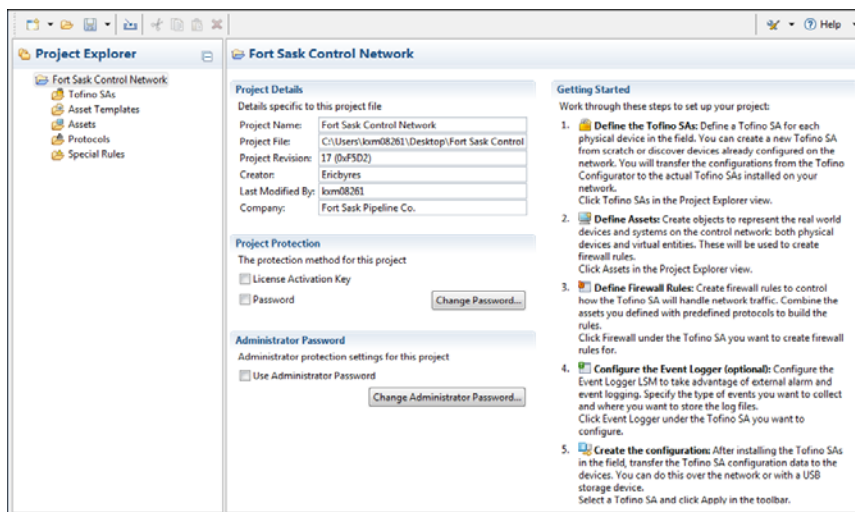 Help
Project Explorer
Fort Sask Control Network
Tofino SAs
Asset Templates
Assets
Protocols
Special Rules
Fort Sask Control Network
Project Details
Details specific to this project file
Project Name: Fort Sask Control Network
Project File: C:\Users\kxm08261\Desktop\Fort Sask Control
Project Revision: 17 (0xF5D2)
Creator: Ericbyres
Last Modified By: kxm08261
Company: Fort Sask Pipeline Co.
Project Protection
The protection method for this project
License Activation Key
Password
Change Password...
Administrator Password
Administrator protection settings for this project
Use Administrator Password
Change Administrator Password...
Getting Started
Work through these steps to set up your project:
1. Define the Tofino SAs: Define a Tofino SA for each
physical device in the field. You can create a new Tofino SA
from scratch or discover devices already configured on the
network. You will transfer the configurations from the Tofino
Configurator to the actual Tofino SAs installed on your
network.
Click Tofino SAs in the Project Explorer view.
2. Define Assets: Create objects to represent the real world
devices and systems on the control network: both physical
devices and virtual entities. These will be used to create
firewall rules.
Click Assets in the Project Explorer view.
3. Define Firewall Rules: Create firewall rules to control
how the Tofino SA will handle network traffic. Combine the
assets you defined with predefined protocols to build the
rules.
Click Firewall under the Tofino SA you want to create firewall
rules for.
4. Configure the Event Logger (optional): Configure the
Event Logger LSM to take advantage of external alarm and
event logging. Specify the type of events you want to collect
and where you want to store the log files.
Click Event Logger under the Tofino SA you want to
configure.
5. Create the configuration: After installing the Tofino SAs
in the field, transfer the Tofino SA configuration data to the
devices. You can do this over the network or with a USB
storage device.
Select a Tofino SA and click Apply in the toolbar.